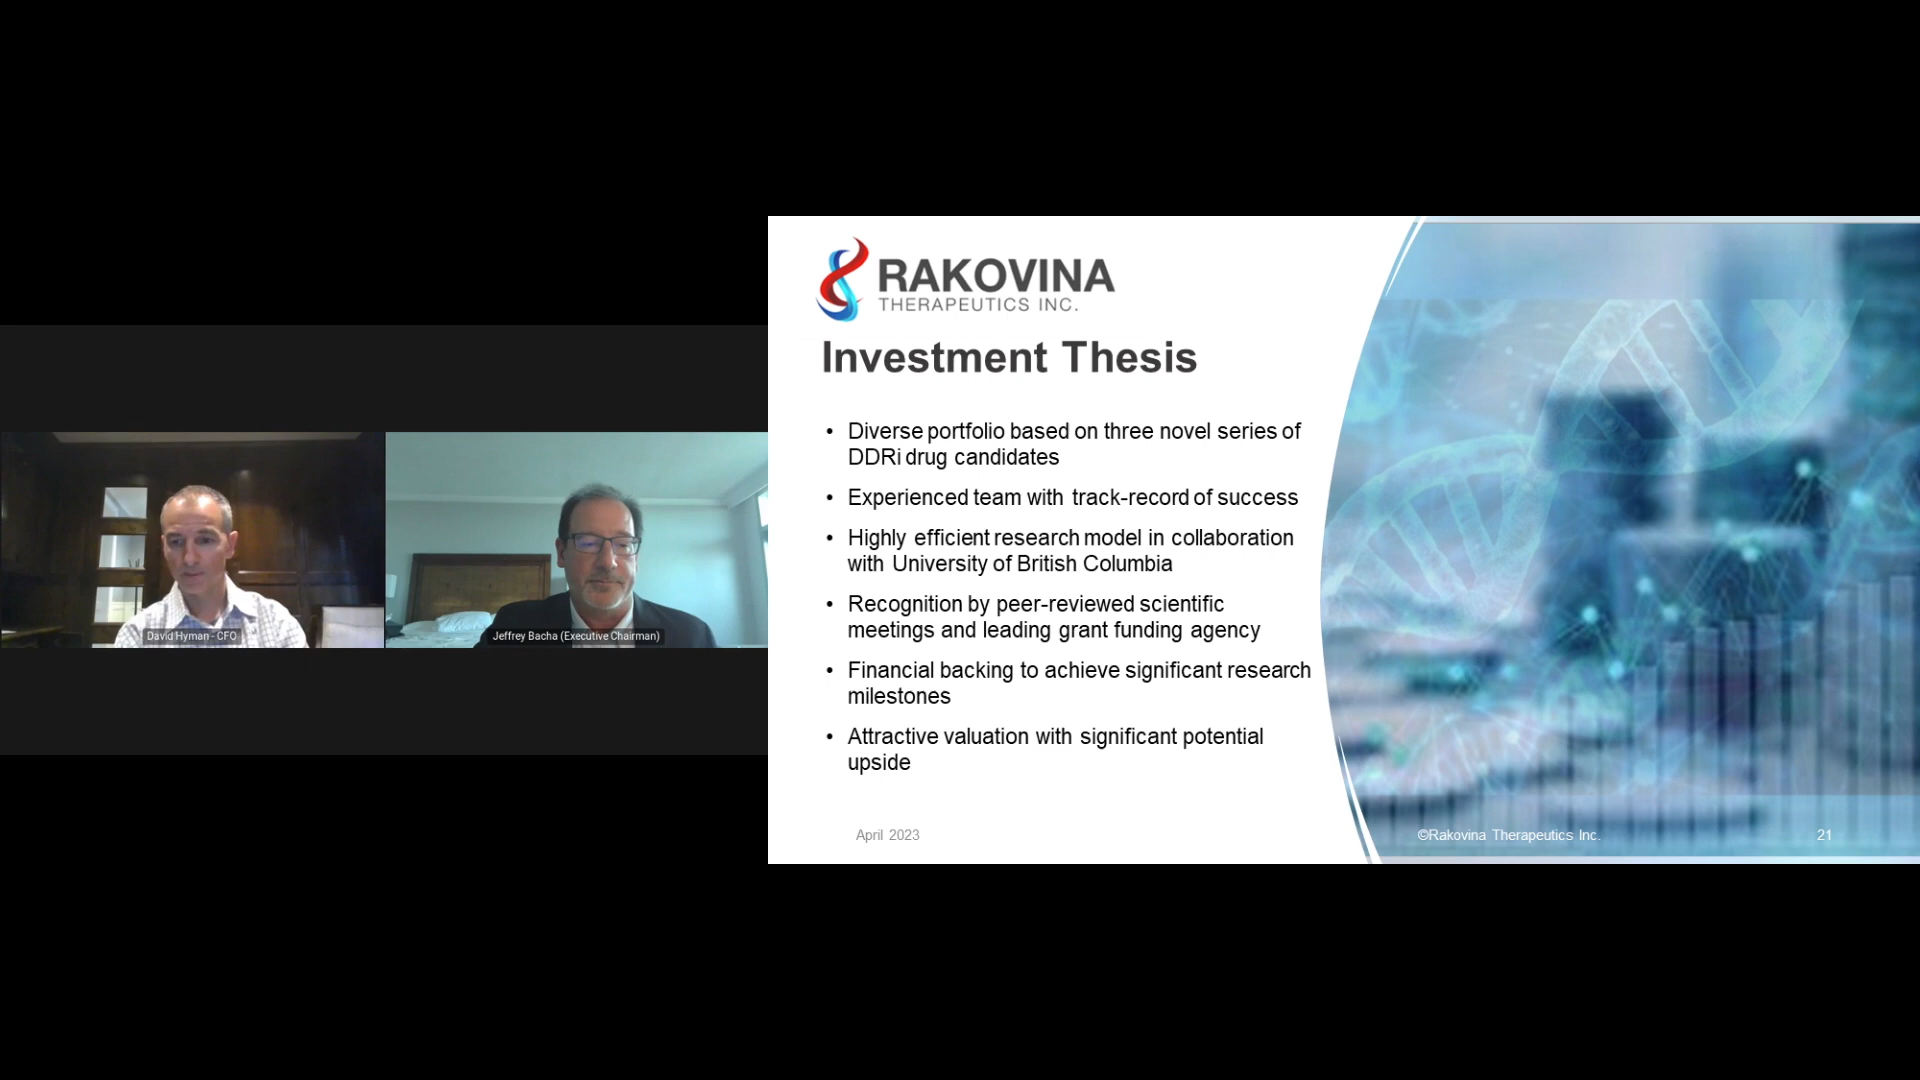 David Hyman - CFO
Jeffrey Bacha (Executive Chairman)
RAKOVINA
THERAPEUTICS INC.
Investment Thesis
• Diverse portfolio based on three novel series of
DDRi drug candidates
• Experienced team with track-record of success
• Highly efficient research model in collaboration
with University of British Columbia
• Recognition by peer-reviewed scientific
meetings and leading grant funding agency
• Financial backing to achieve significant research
milestones
• Attractive valuation with significant potential
upside
April 2023
©Rakovina Therapeutics Inc.
21